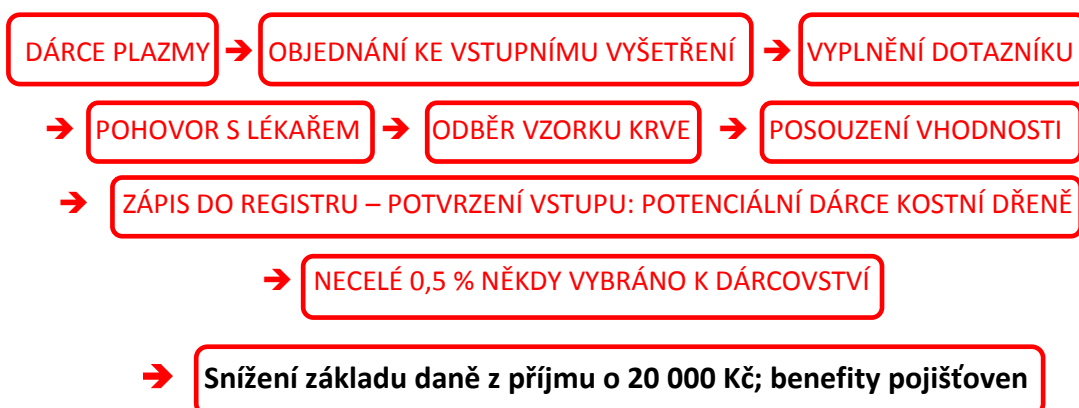 DÁRCE PLAZMY ➔ OBJEDNÁNÍ KE VSTUPNÍMU VYŠETŘENÍ ➔ VYPLNĚNÍ DOTAZNÍKU
➔ POHOVOR S LÉKAŘEM ➔ ODBĚR VZORKU KRVE ➔ POSOUZENÍ VHODNOSTI
➔ ZÁPIS DO REGISTRU – POTVRZENÍ VSTUPU: POTENCIÁLNÍ DÁRCE KOSTNÍ DŘENĚ
➔ NECELÉ 0,5 % NĚKDY VYBRÁNO K DÁRCOVSTVÍ
➔ Snížení základu daně z příjmu o 20 000 Kč; benefity pojišťoven